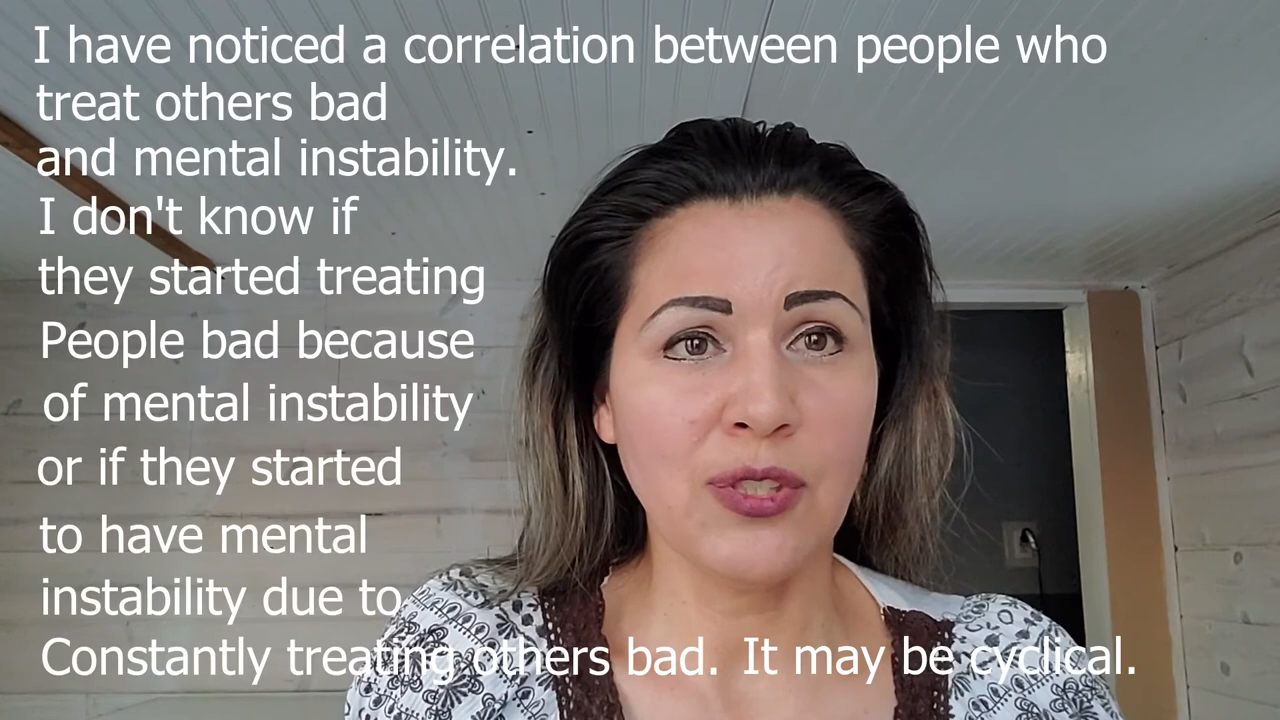 I have noticed a correlation between people who
treat others bad
and mental instability.
I don't know if
they started treating
People bad because
of mental instability
or if they started
to have mental
instability due to
Constantly treating others bad. It may be cyclical.